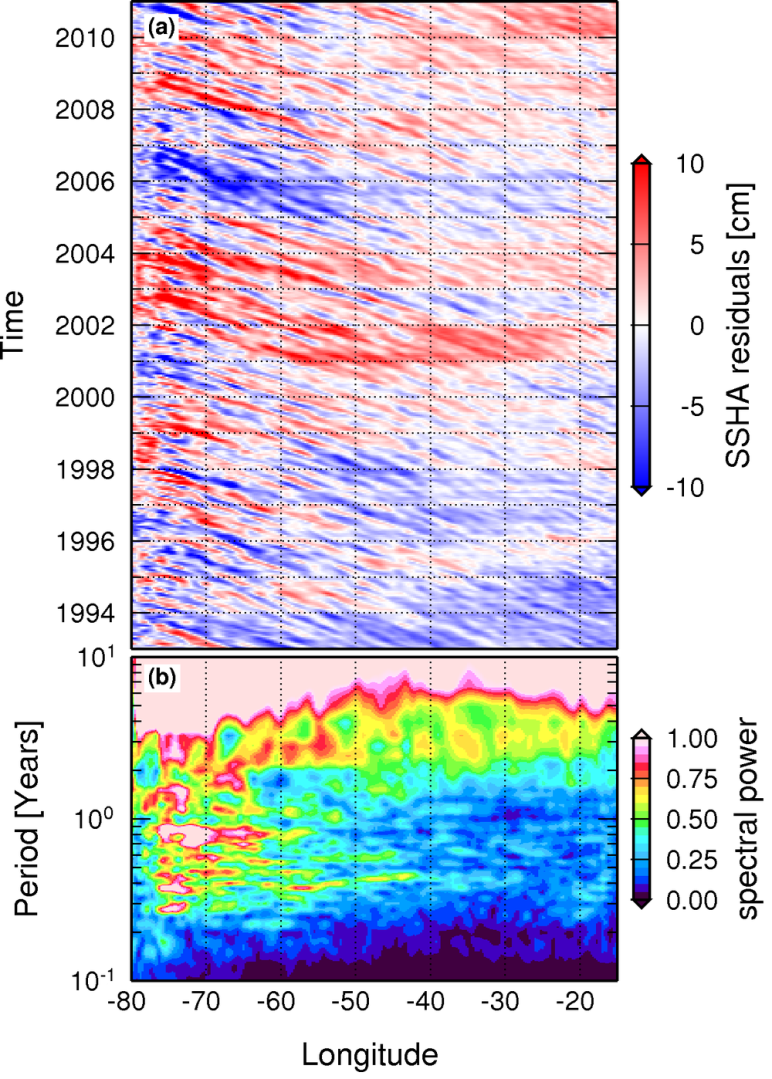 (a)
2010
2008
2006
2004
2002
2000
1998
1996
1994
Time
10
5
0
-5
-10
SSHA residuals [cm]
(b)
10¹
10⁰
10⁻¹
Period [Years]
1.00
0.75
0.50
0.25
0.00
spectral power
-80 -70 -60 -50 -40 -30 -20
Longitude